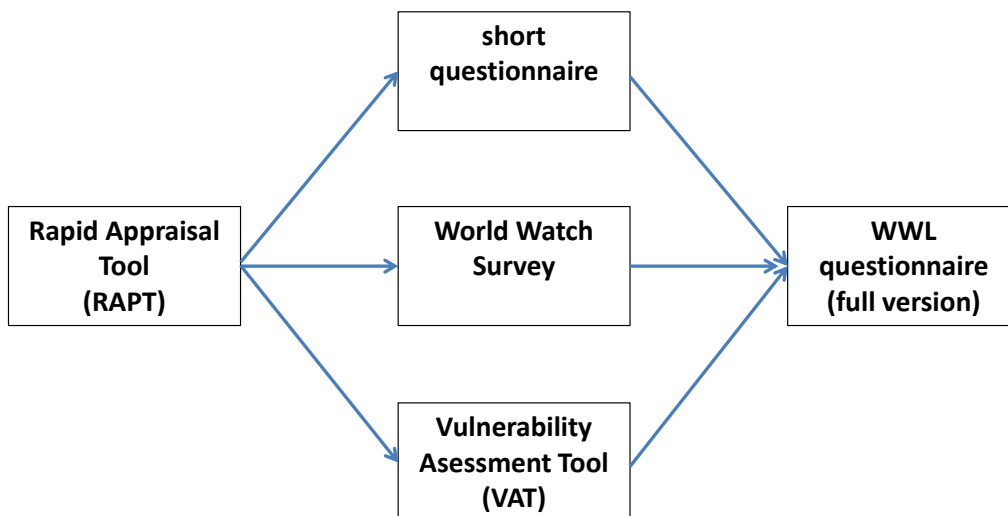 short
questionnaire
Rapid Appraisal
Tool
(RAPT)
World Watch
Survey
WWL
questionnaire
(full version)
Vulnerability
Asessment Tool
(VAT)